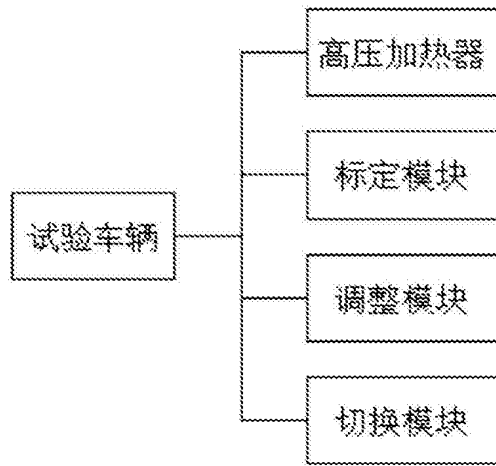 高压加热器
标定模块
试验车辆
调整模块
切换模块